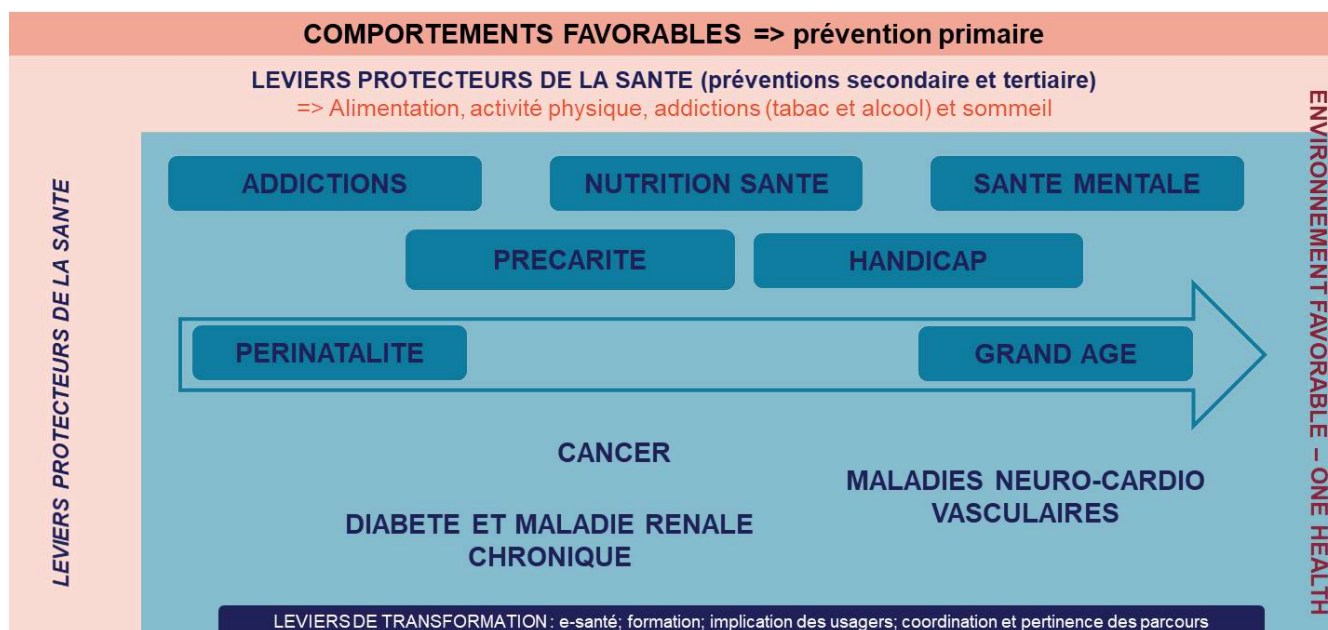 COMPORTEMENTS FAVORABLES => prévention primaire
LEVIERS PROTECTEURS DE LA SANTE (préventions secondaire et tertiaire)
=> Alimentation, activité physique, addictions (tabac et alcool) et sommeil
LEVIERS PROTECTEURS DE LA SANTE
ADDICTIONS
NUTRITION SANTE
SANTE MENTALE
PRECARITE
HANDICAP
PERINATALITE
GRAND AGE
CANCER
MALADIES NEURO-CARDIO
VASCULAIRES
DIABETE ET MALADIE RENALE
CHRONIQUE
ENVIRONNEMENT FAVORABLE – ONE HEALTH
LEVIERS DE TRANSFORMATION : e-santé; formation; implication des usagers; coordination et pertinence des parcours